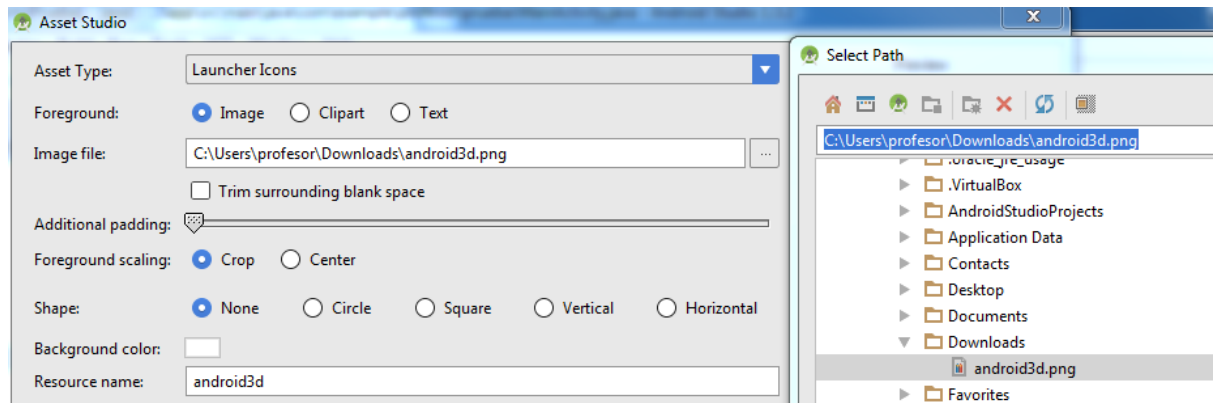 Asset Studio
Asset Type:
Launcher Icons
Foreground:
Image
Clipart
Text
Image file:
C:\Users\profesor\Downloads\android3d.png
...
Trim surrounding blank space
Additional padding:
Foreground scaling:
Crop
Center
Shape:
None
Circle
Square
Vertical
Horizontal
Background color:
Resource name:
android3d
Select Path
C:\Users\profesor\Downloads\android3d.png
.oracle_jre_usage
.VirtualBox
AndroidStudioProjects
Application Data
Contacts
Desktop
Documents
Downloads
android3d.png
Favorites